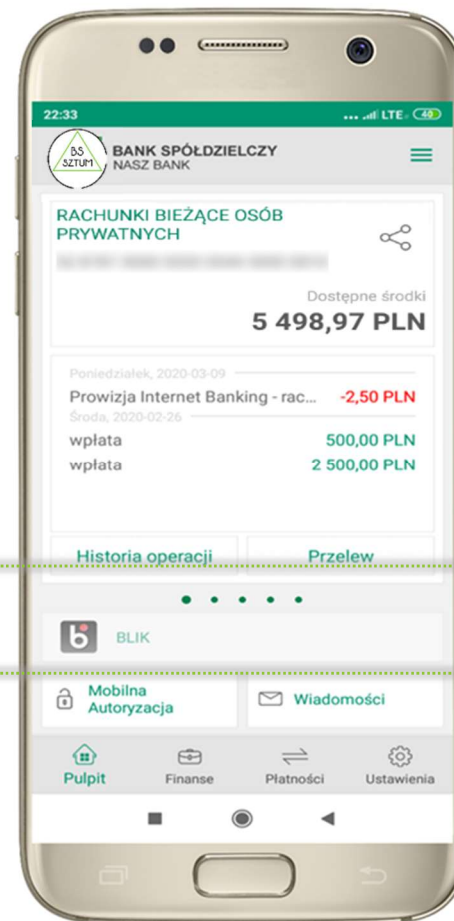 22:33
LTE 40
BS
SZTUM
BANK SPÓŁDZIELCZY
NASZ BANK
RACHUNKI BIEŻĄCE OSÓB
PRYWATNYCH
Dostępne środki
5 498,97 PLN
Poniedziałek, 2020-03-09
Prowizja Internet Banking - rac... -2,50 PLN
Środa, 2020-02-26
wpłata 500,00 PLN
wpłata 2 500,00 PLN
Historia operacji Przelew
b BLIK
Mobilna
Autoryzacja
Wiadomości
Pulpit Finanse Płatności Ustawienia